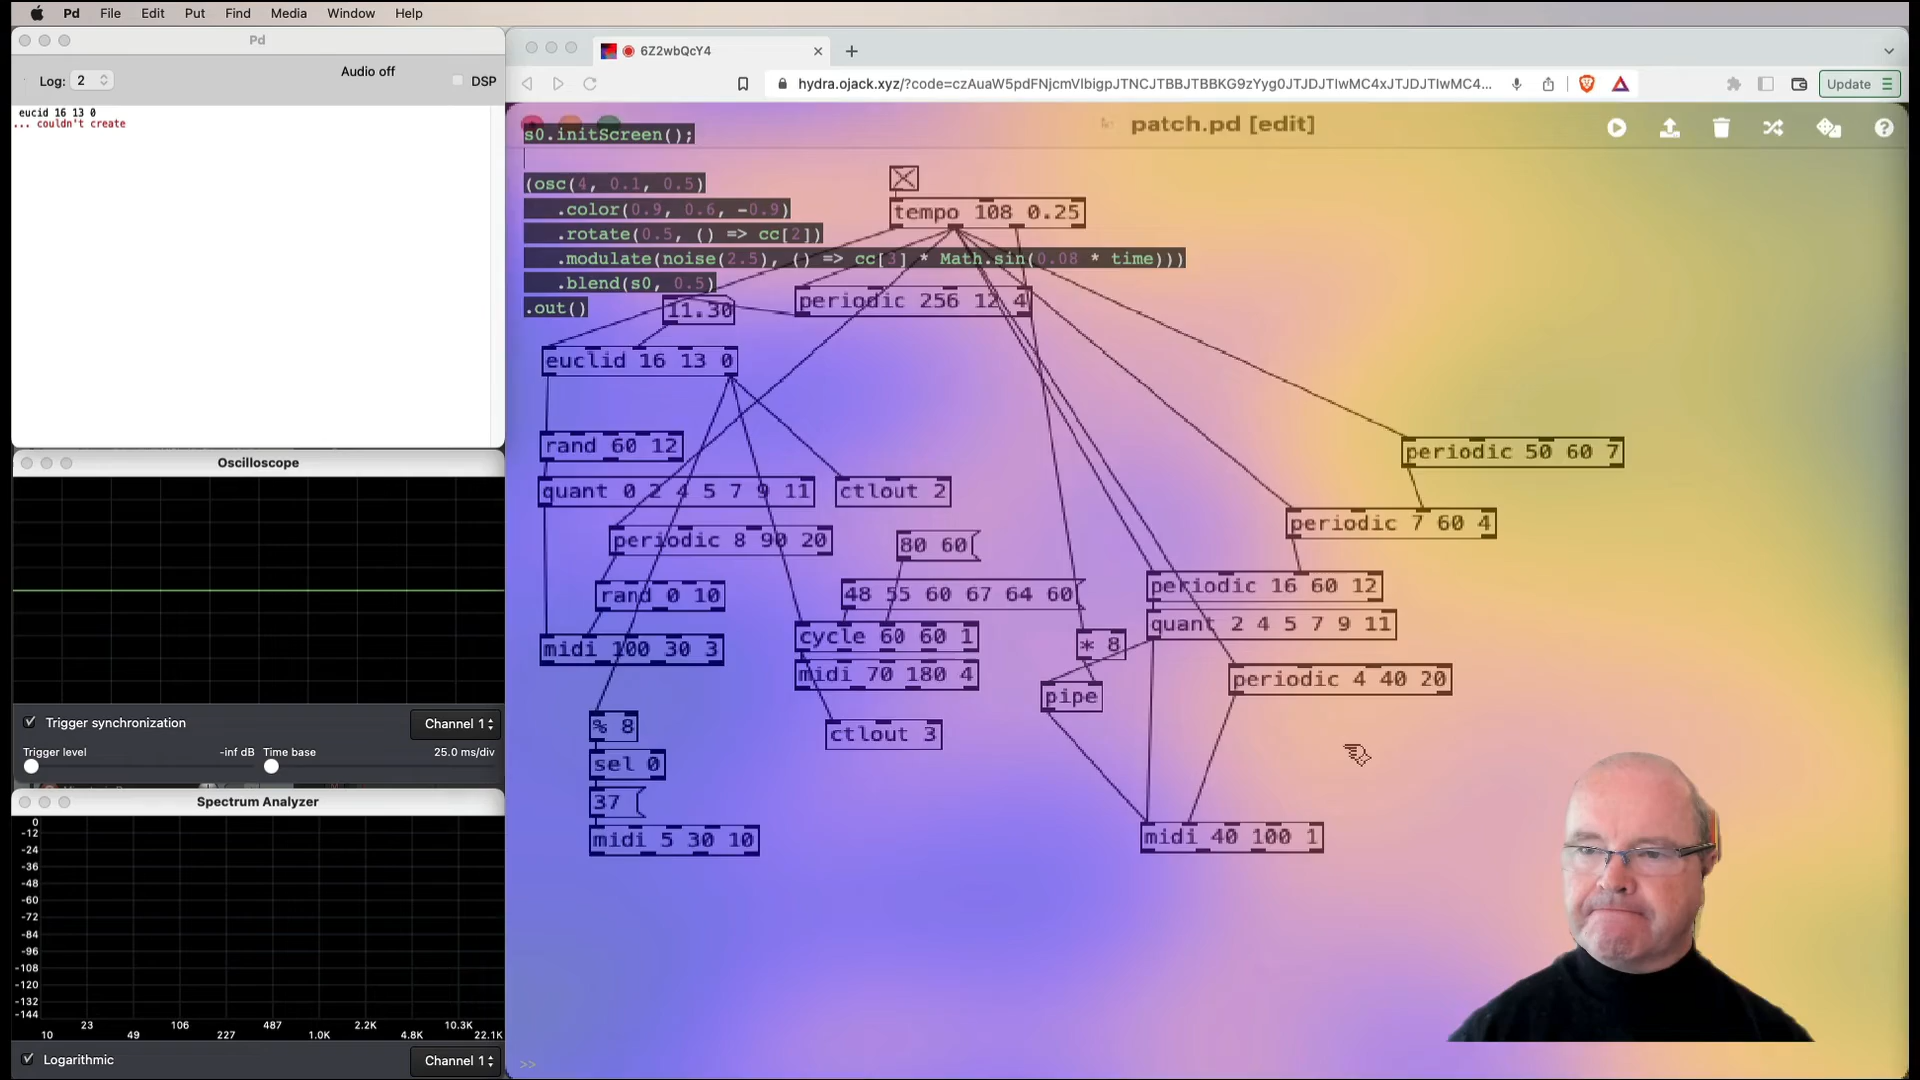 Pd File Edit Put Find Media Window Help
Pd
Log: 2
Audio off
DSP
eucid 16 13 0
... couldn't create
Oscilloscope
Trigger synchronization
Channel 1
Trigger level
-inf dB
Time base
25.0 ms/div
Spectrum Analyzer
0
-12
-24
-36
-48
-60
-72
-84
-96
-108
-120
-132
-144
10 23 49 106 227 487 1.0K 2.2K 4.8K 10.3K 22.1K
Logarithmic
Channel 1
6Z2wbQcY4
hydra.ojack.xyz/?code=czAuaW5pdFNjcmVlbigpJTNCJTBBJTBBKG9zYyg0JTJDJTIwMC4xJTJDJTIwMC4...
Update
patch.pd [edit]
s0.initScreen();
(osc(4, 0.1, 0.5)
.color(0.9, 0.6, -0.9)
.rotate(0.5, () => cc[2])
.modulate(noise(2.5), () => cc[3] * Math.sin(0.08 * time)))
.blend(s0, 0.5)
.out()
tempo 108 0.25
periodic 256 12 4
11.30
euclid 16 13 0
rand 60 12
quant 0 2 4 5 7 9 11
ctlout 2
periodic 8 90 20
rand 0 10
midi 100 30 3
80 60
48 55 60 67 64 60
cycle 60 60 1
midi 70 180 4
ctlout 3
% 8
sel 0
37
midi 5 30 10
* 8
pipe
periodic 50 60 7
periodic 7 60 4
periodic 16 60 12
quant 2 4 5 7 9 11
periodic 4 40 20
midi 40 100 1
>>